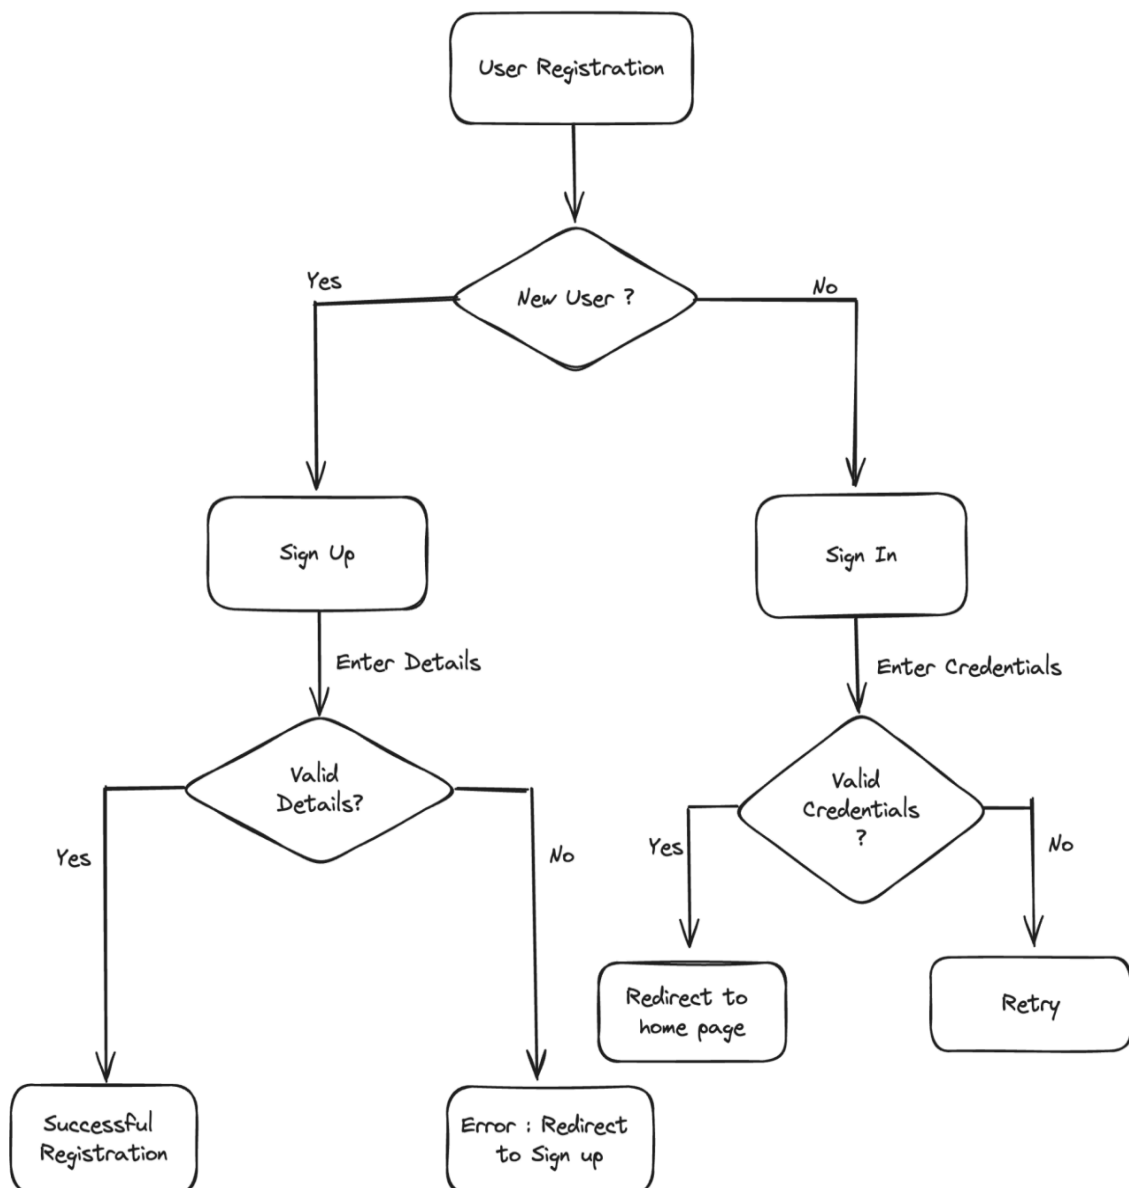 User Registration
Yes
New User ?
No
Sign Up
Sign In
Enter Details
Enter Credentials
Valid
Details?
Valid
Credentials
?
Yes
No
Yes
No
Redirect to
home page
Retry
Successful
Registration
Error : Redirect
to Sign up